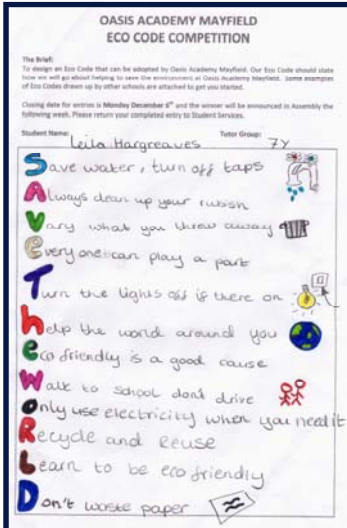 OASIS ACADEMY MAYFIELD
ECO CODE COMPETITION
The Brief:
To design an Eco Code that can be adopted by Oasis Academy Mayfield. Our Eco Code should state
how we will go about helping to save the environment at Oasis Academy Mayfield. Some examples
of Eco Codes drawn up by other schools are attached to get you started.
Closing date for entries is Monday December 6th and the winner will be announced in Assembly the
following week. Please return your completed entry to Student Services.
Student Name: Leila Hargreaves Tutor Group: 7Y
Save water, turn off taps
Always clean up your rubish
Vary what you throw away
Every one can play a part
Turn the lights off if there on
help the world around you
eco friendly is a good cause
Walk to school don't drive
Only use electricity when you need it
Recycle and Reuse
Learn to be eco friendly
Don't waste paper